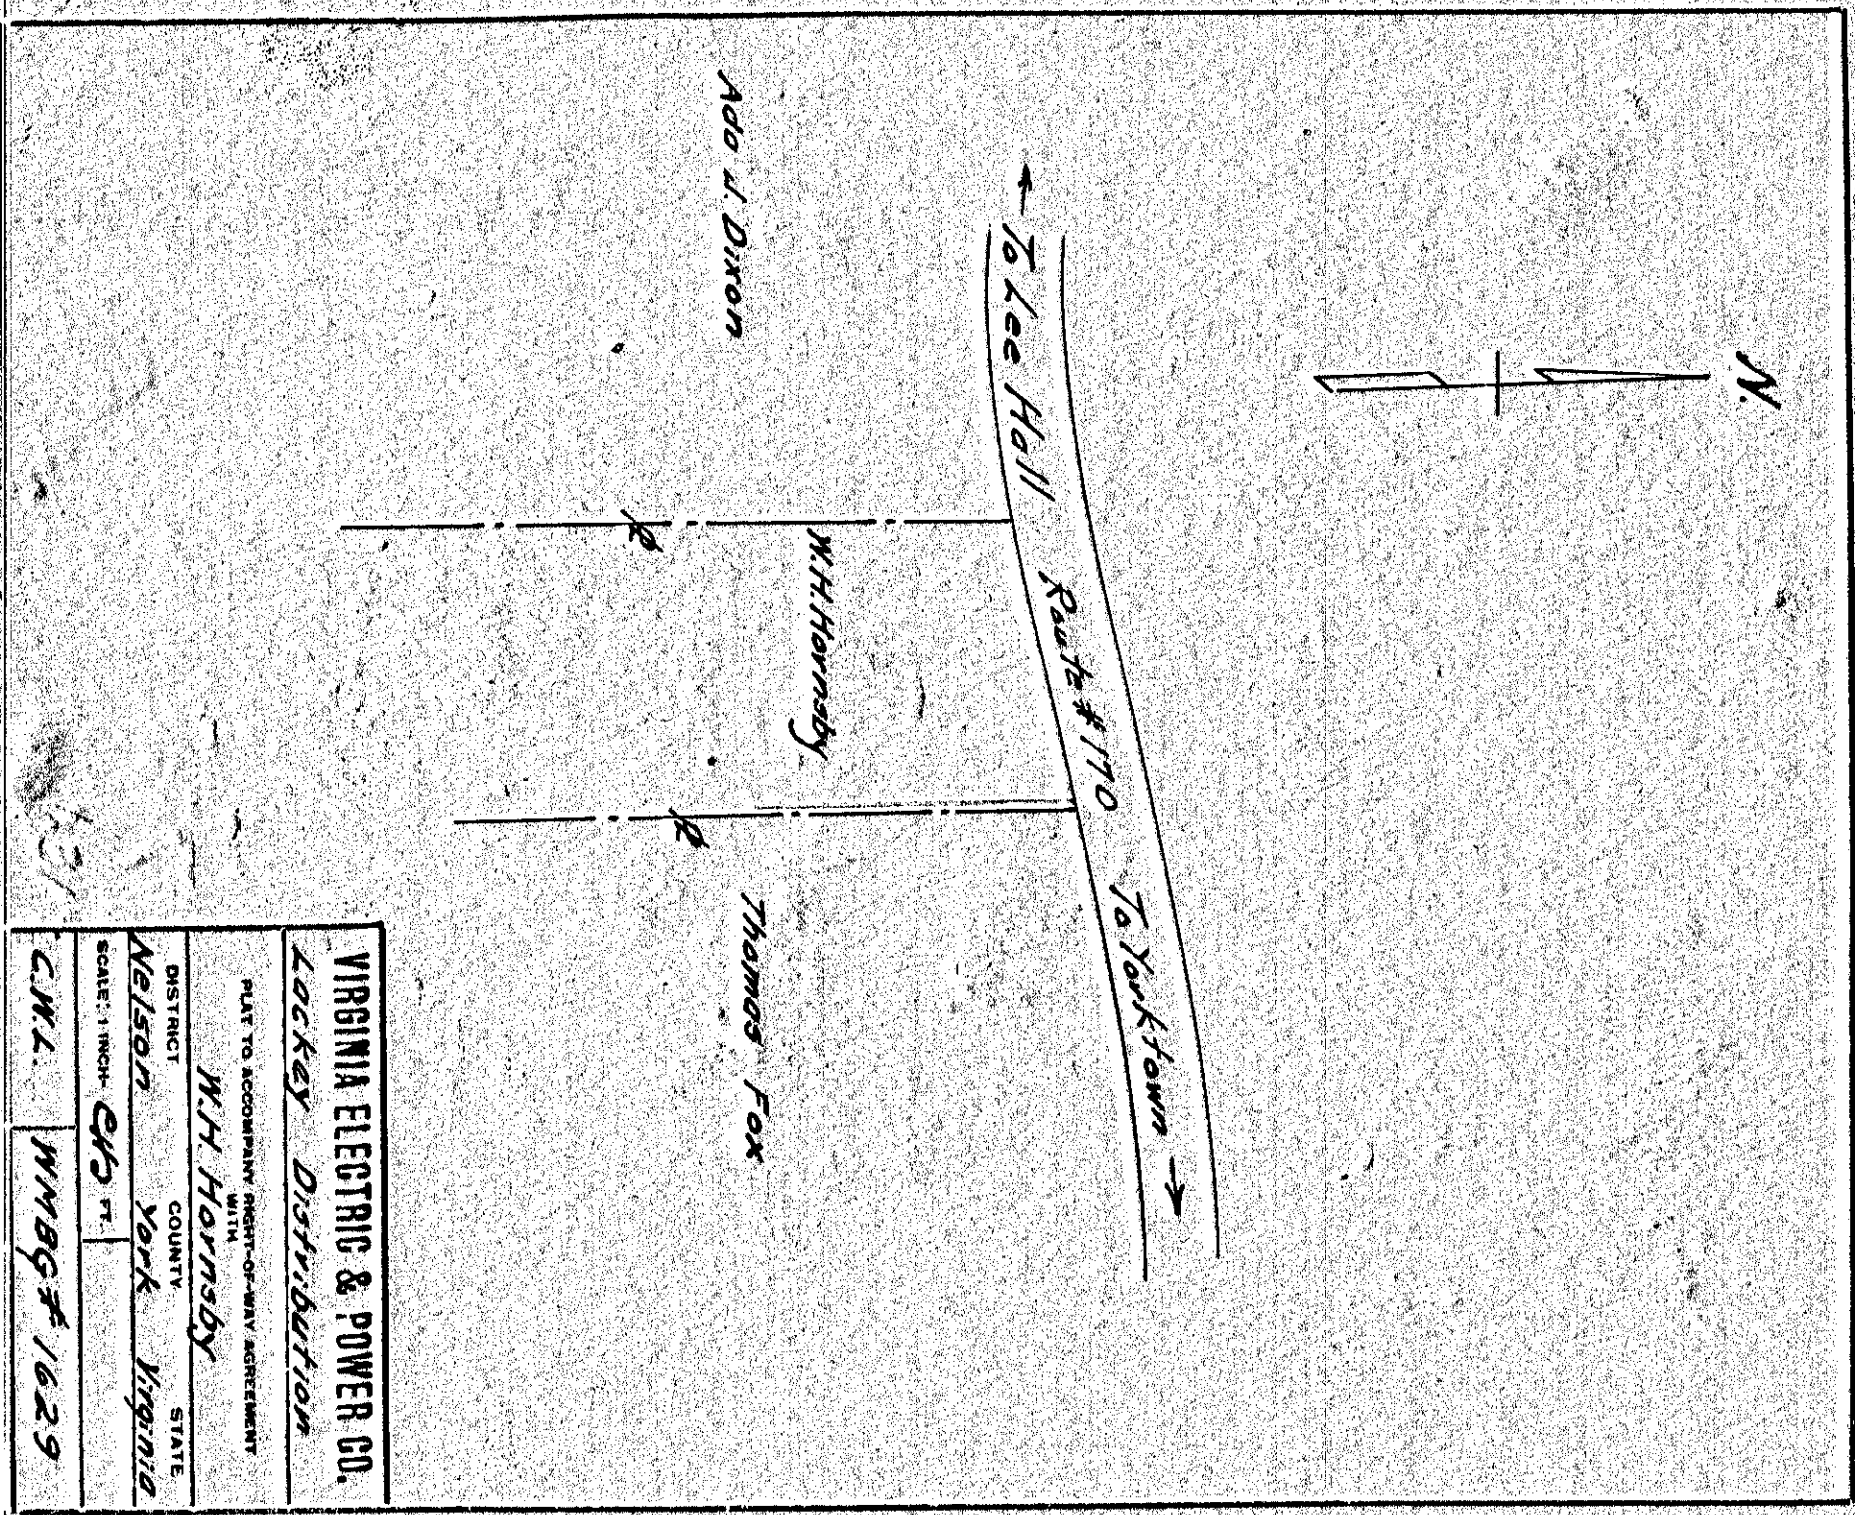 N.
← To Lee Hall Route #170 To Yorktown →
W.H. Hornsby
Ada W. Dixon
Thomas Fox
VIRGINIA ELECTRIC & POWER CO.
Lackey Distribution
PLAT TO ACCOMPANY RIGHT-OF-WAY AGREEMENT
WITH
W.H. Hornsby
DISTRICT COUNTY STATE
Nelson York Virginia
SCALE: 1 INCH= FT.
C.W.L. WMBG# 1629